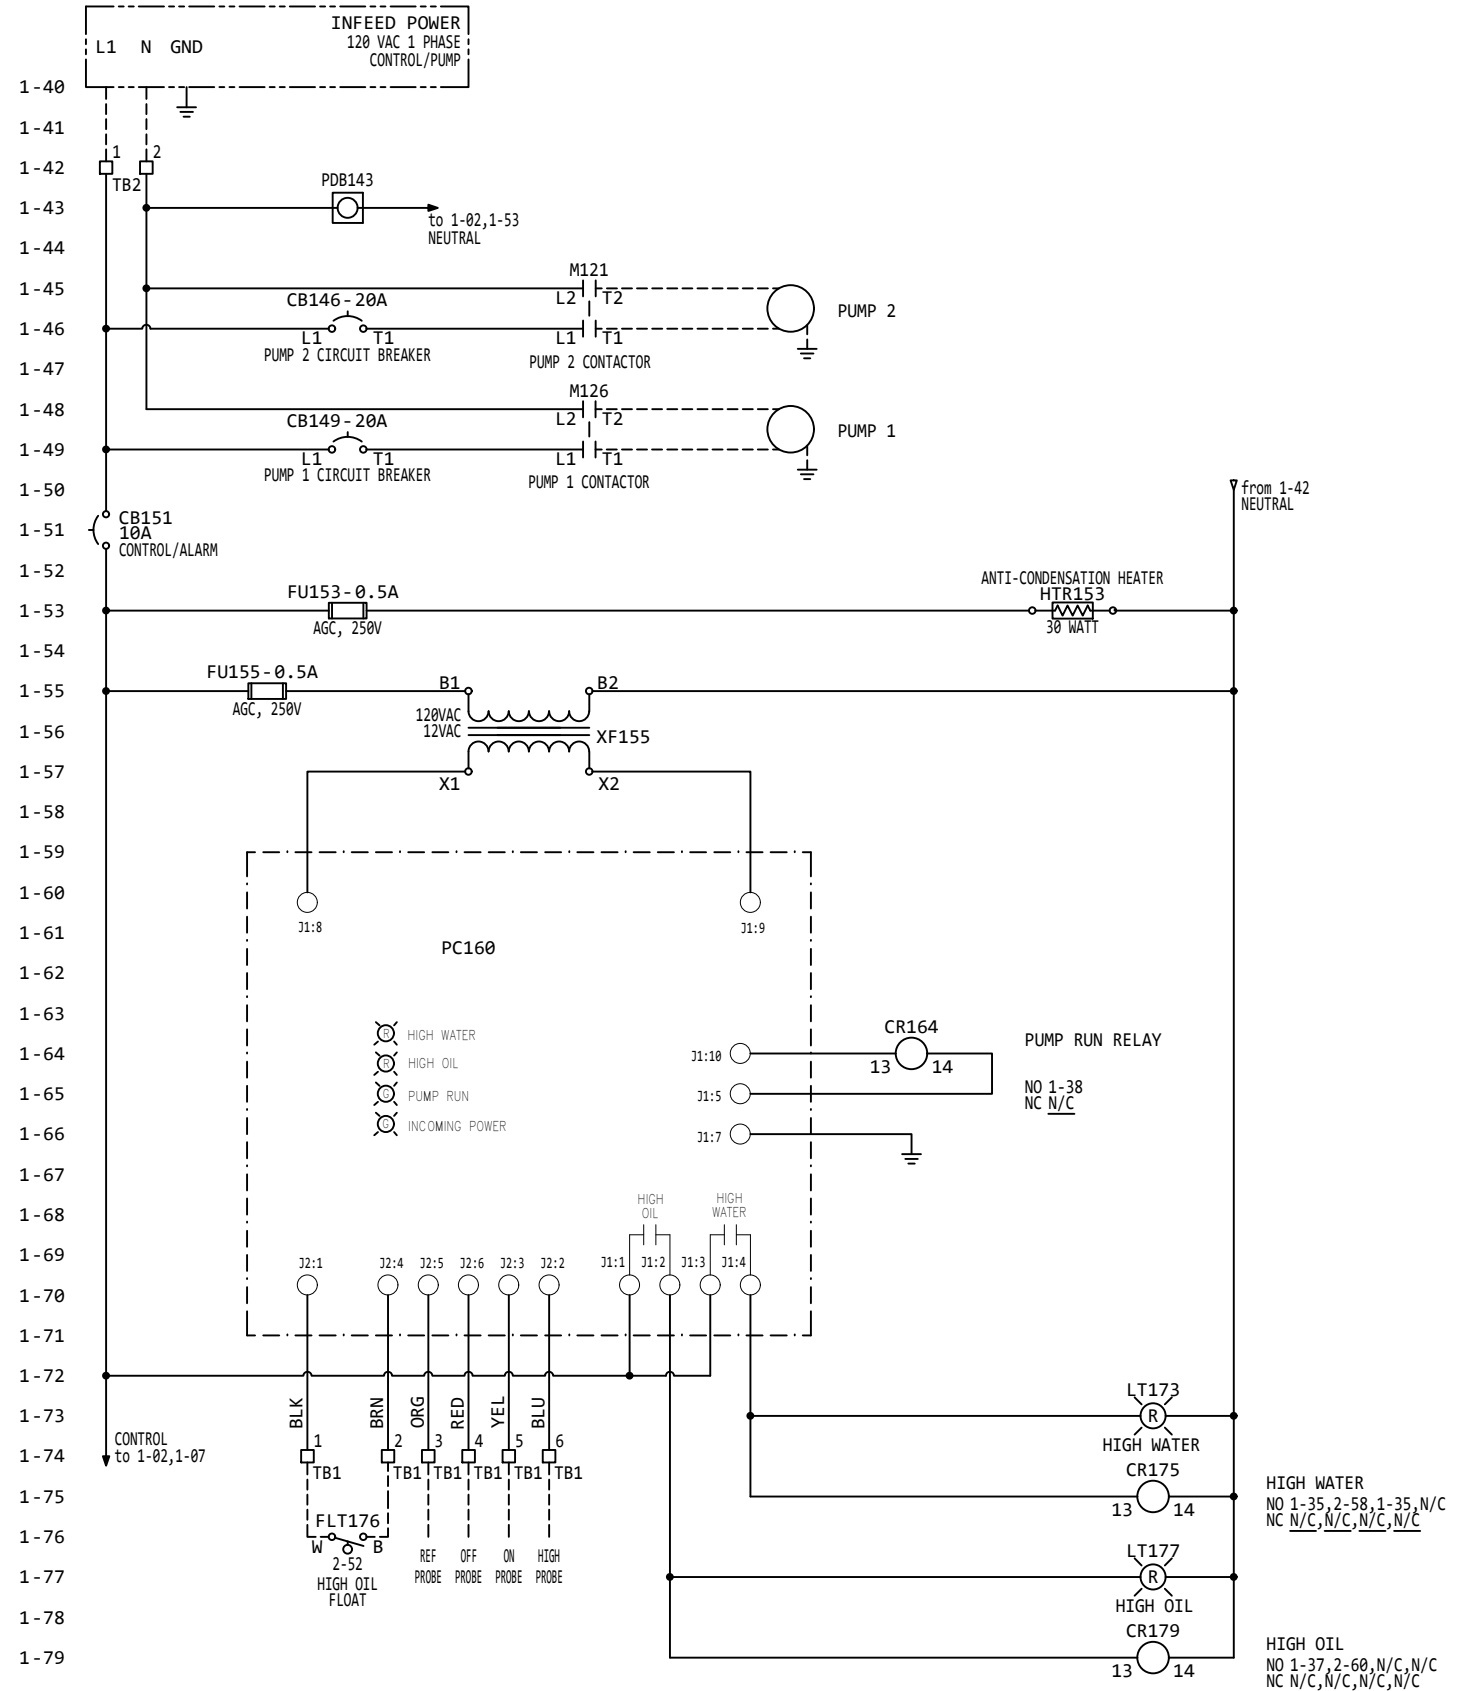 INFEED POWER
120 VAC 1 PHASE
CONTROL/PUMP
L1 N GND
1-40
1-41
1 2
1-42
TB2
PDB143
1-43
to 1-02,1-53
NEUTRAL
1-44
M121
1-45
L2 T2
CB146-20A
PUMP 2
1-46
L1 T1
L1 T1
PUMP 2 CIRCUIT BREAKER
PUMP 2 CONTACTOR
1-47
M126
1-48
L2 T2
CB149-20A
PUMP 1
1-49
L1 T1
L1 T1
PUMP 1 CIRCUIT BREAKER
PUMP 1 CONTACTOR
1-50
from 1-42
NEUTRAL
1-51
CB151
10A
CONTROL/ALARM
1-52
ANTI-CONDENSATION HEATER
FU153-0.5A
HTR153
1-53
AGC, 250V
30 WATT
1-54
FU155-0.5A
1-55
B1 B2
AGC, 250V
120VAC
12VAC
1-56
XF155
1-57
X1 X2
1-58
1-59
1-60
J1:8
J1:9
1-61
PC160
1-62
1-63
R HIGH WATER
CR164
PUMP RUN RELAY
1-64
J1:10
13 14
R HIGH OIL
1-65
G PUMP RUN
J1:5
NO 1-38
NC N/C
1-66
G INCOMING POWER
J1:7
1-67
1-68
HIGH
OIL
HIGH
WATER
1-69
J2:1 J2:4 J2:5 J2:6 J2:3 J2:2 J1:1 J1:2 J1:3 J1:4
1-70
1-71
1-72
LT173
1-73
BLK BRN ORG RED YEL BLU
R
HIGH WATER
1-74
CONTROL
to 1-02,1-07
1 2 3 4 5 6
TB1 TB1 TB1 TB1 TB1 TB1
CR175
1-75
13 14
HIGH WATER
NO 1-35,2-58,1-35,N/C
NC N/C,N/C,N/C,N/C
1-76
FLT176
W B
2-52
HIGH OIL
FLOAT
REF
PROBE
OFF
PROBE
ON
PROBE
HIGH
PROBE
LT177
1-77
R
HIGH OIL
1-78
CR179
1-79
13 14
HIGH OIL
NO 1-37,2-60,N/C,N/C
NC N/C,N/C,N/C,N/C